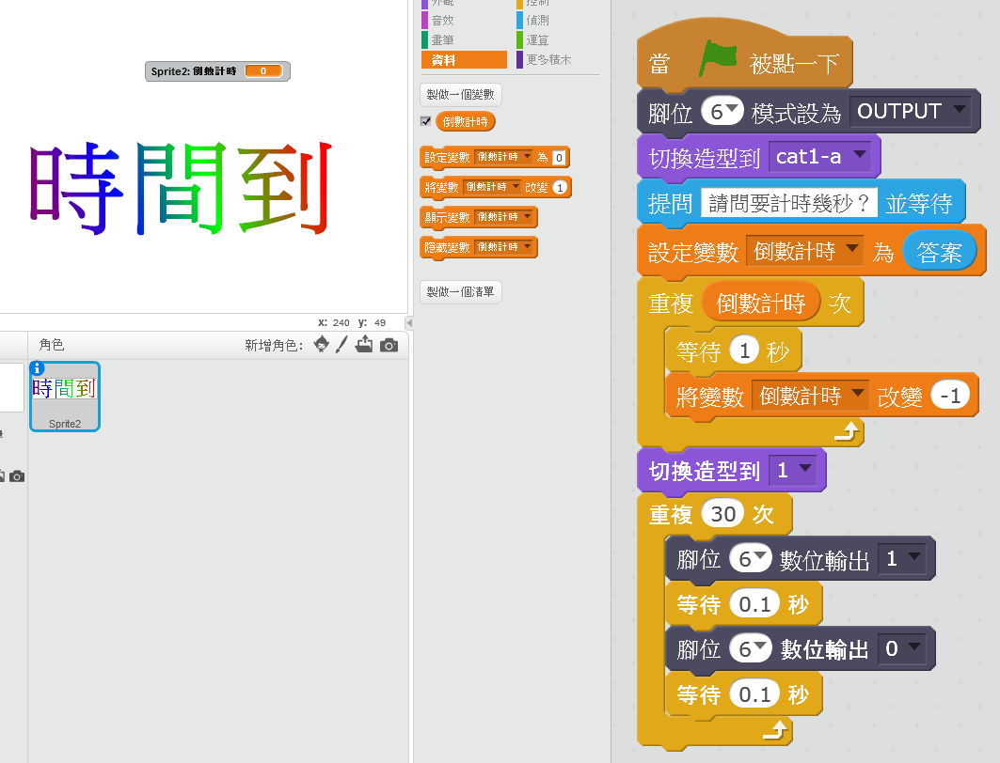 外觀 控制
音效 偵測
畫筆 運算
資料 更多積木
製做一個變數
倒數計時
設定變數 倒數計時 為 0
將變數 倒數計時 改變 1
顯示變數 倒數計時
隱藏變數 倒數計時
製做一個清單
Sprite2: 倒數計時 0
時間到
x: 240 y: 49
角色 新增角色:
時間到
Sprite2
當 被點一下
腳位 6 模式設為 OUTPUT
切換造型到 cat1-a
提問 請問要計時幾秒？ 並等待
設定變數 倒數計時 為 答案
重複 倒數計時 次
等待 1 秒
將變數 倒數計時 改變 -1
切換造型到 1
重複 30 次
腳位 6 數位輸出 1
等待 0.1 秒
腳位 6 數位輸出 0
等待 0.1 秒